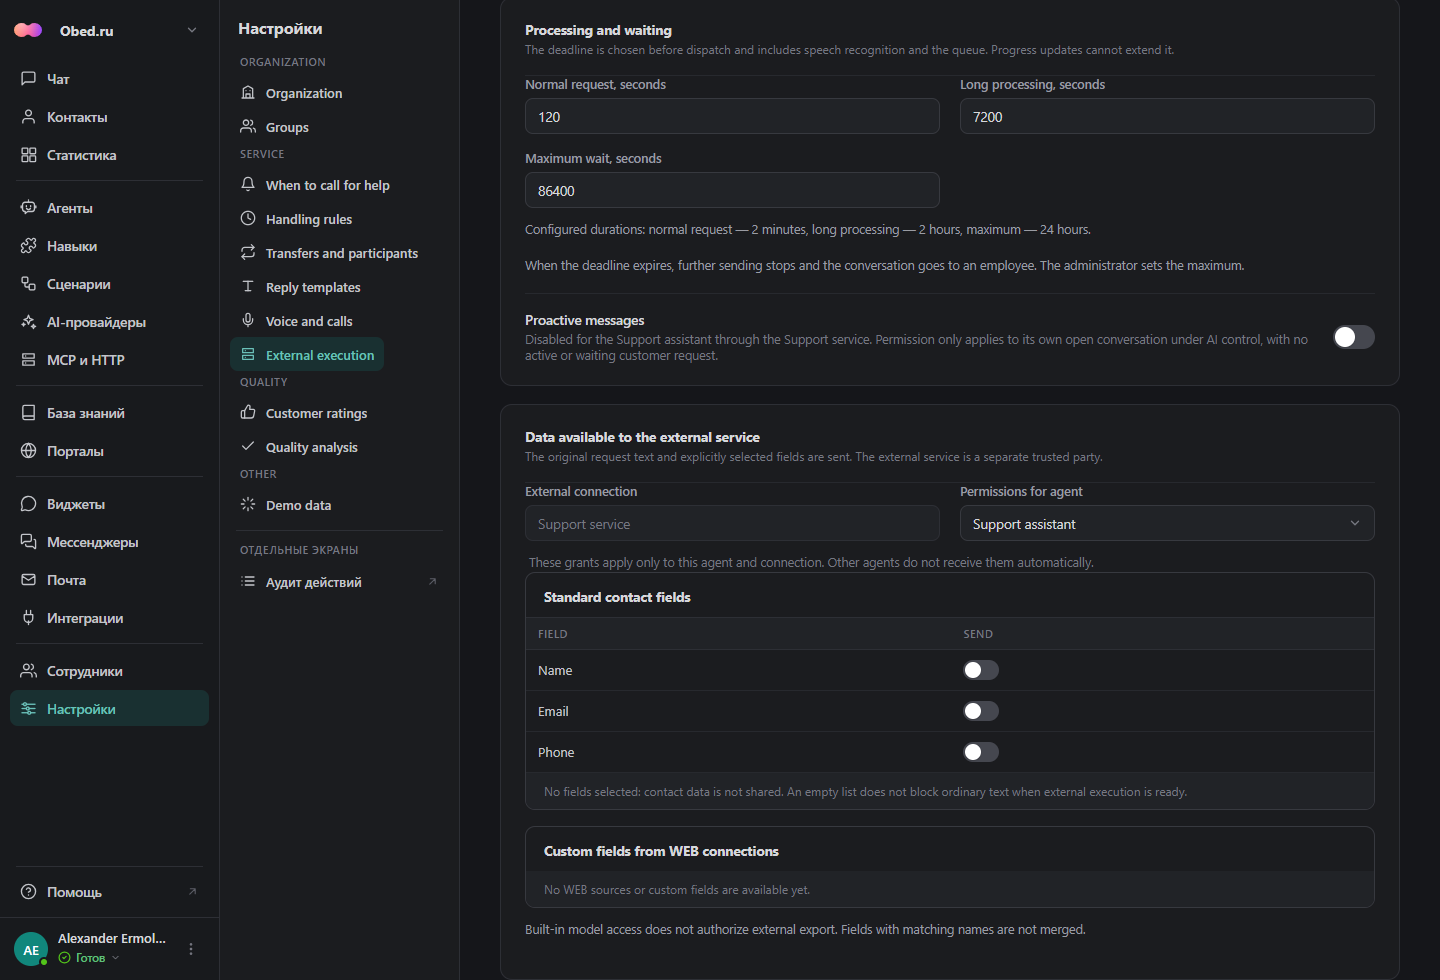 Obed.ru
Чат
Контакты
Статистика
Агенты
Навыки
Сценарии
AI-провайдеры
MCP и HTTP
База знаний
Порталы
Виджеты
Мессенджеры
Почта
Интеграции
Сотрудники
Настройки
Помощь
AE
Alexander Ermol...
Готов
Настройки
ORGANIZATION
Organization
Groups
SERVICE
When to call for help
Handling rules
Transfers and participants
Reply templates
Voice and calls
External execution
QUALITY
Customer ratings
Quality analysis
OTHER
Demo data
ОТДЕЛЬНЫЕ ЭКРАНЫ
Аудит действий
Processing and waiting
The deadline is chosen before dispatch and includes speech recognition and the queue. Progress updates cannot extend it.
Normal request, seconds
Long processing, seconds
120
7200
Maximum wait, seconds
86400
Configured durations: normal request — 2 minutes, long processing — 2 hours, maximum — 24 hours.
When the deadline expires, further sending stops and the conversation goes to an employee. The administrator sets the maximum.
Proactive messages
Disabled for the Support assistant through the Support service. Permission only applies to its own open conversation under AI control, with no
active or waiting customer request.
Data available to the external service
The original request text and explicitly selected fields are sent. The external service is a separate trusted party.
External connection
Permissions for agent
Support service
Support assistant
These grants apply only to this agent and connection. Other agents do not receive them automatically.
Standard contact fields
FIELD
SEND
Name
Email
Phone
No fields selected: contact data is not shared. An empty list does not block ordinary text when external execution is ready.
Custom fields from WEB connections
No WEB sources or custom fields are available yet.
Built-in model access does not authorize external export. Fields with matching names are not merged.